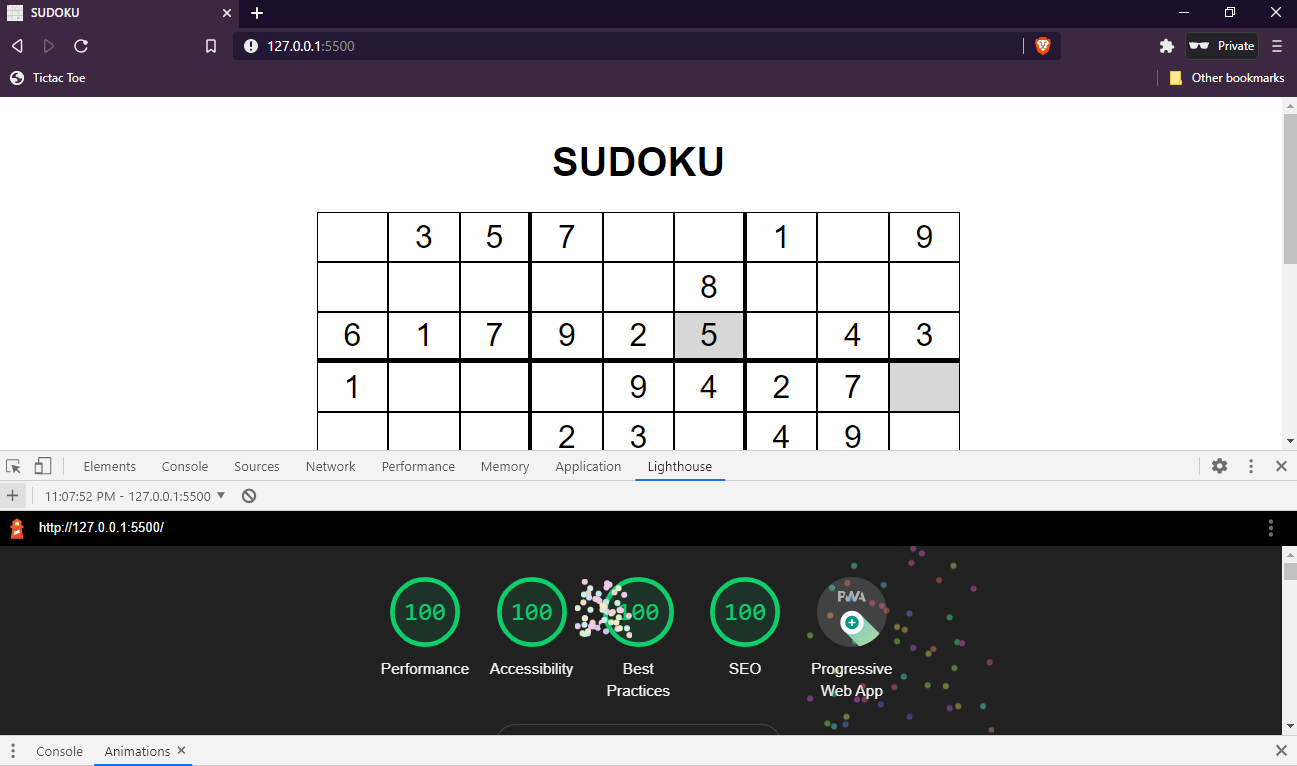 SUDOKU
127.0.0.1:5500
Private
Tictac Toe
Other bookmarks
SUDOKU
3 5 7 1 9
8
6 1 7 9 2 5 4 3
1 9 4 2 7
2 3 4 9
Elements Console Sources Network Performance Memory Application Lighthouse
11:07:52 PM - 127.0.0.1:5500
http://127.0.0.1:5500/
100 100 100 100 PWA
Performance Accessibility Best Practices SEO Progressive Web App
Console Animations